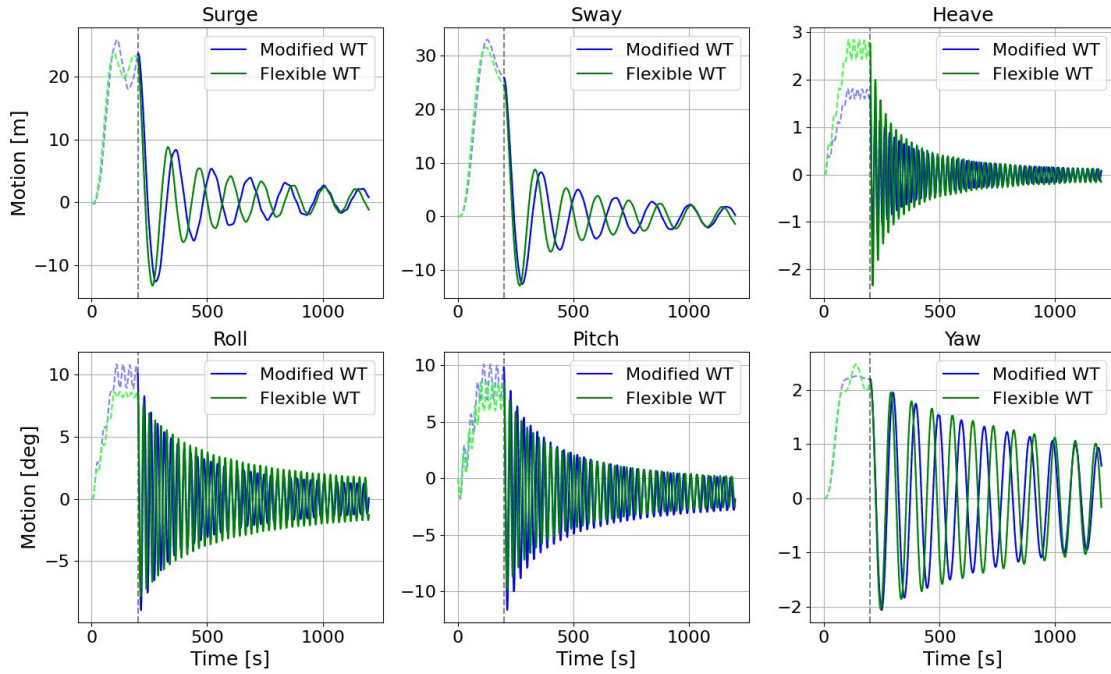 Surge
Sway
Heave
Motion [m]
20
10
0
−10
Modified WT
Flexible WT
0
500
1000
30
20
10
0
−10
Modified WT
Flexible WT
0
500
1000
3
2
1
0
−1
−2
Modified WT
Flexible WT
0
500
1000
Roll
Pitch
Yaw
Motion [deg]
10
5
0
−5
Modified WT
Flexible WT
0
500
1000
Time [s]
10
5
0
−5
−10
Modified WT
Flexible WT
0
500
1000
Time [s]
2
1
0
−1
−2
Modified WT
Flexible WT
0
500
1000
Time [s]